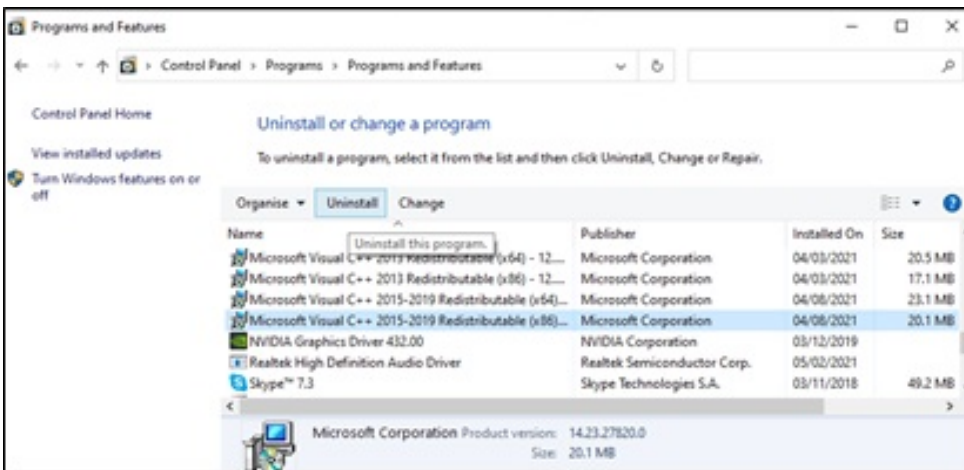 Programs and Features
Control Panel > Programs > Programs and Features
Control Panel Home
Uninstall or change a program
View installed updates
To uninstall a program, select it from the list and then click Uninstall, Change or Repair.
Turn Windows features on or
off
Organise Uninstall Change
Name Publisher Installed On Size
Uninstall this program.
Microsoft Visual C++ 2013 Redistributable (x64) - 12.... Microsoft Corporation 04/03/2021 20.5 MB
Microsoft Visual C++ 2013 Redistributable (x86) - 12.... Microsoft Corporation 04/03/2021 17.1 MB
Microsoft Visual C++ 2015-2019 Redistributable (x64)... Microsoft Corporation 04/08/2021 23.1 MB
Microsoft Visual C++ 2015-2019 Redistributable (x86)... Microsoft Corporation 04/08/2021 20.1 MB
NVIDIA Graphics Driver 432.00 NVIDIA Corporation 03/12/2019
Realtek High Definition Audio Driver Realtek Semiconductor Corp. 05/02/2021
Skype™ 7.3 Skype Technologies S.A. 03/11/2018 49.2 MB
Microsoft Corporation Product version: 14.23.27820.0
Size: 20.1 MB